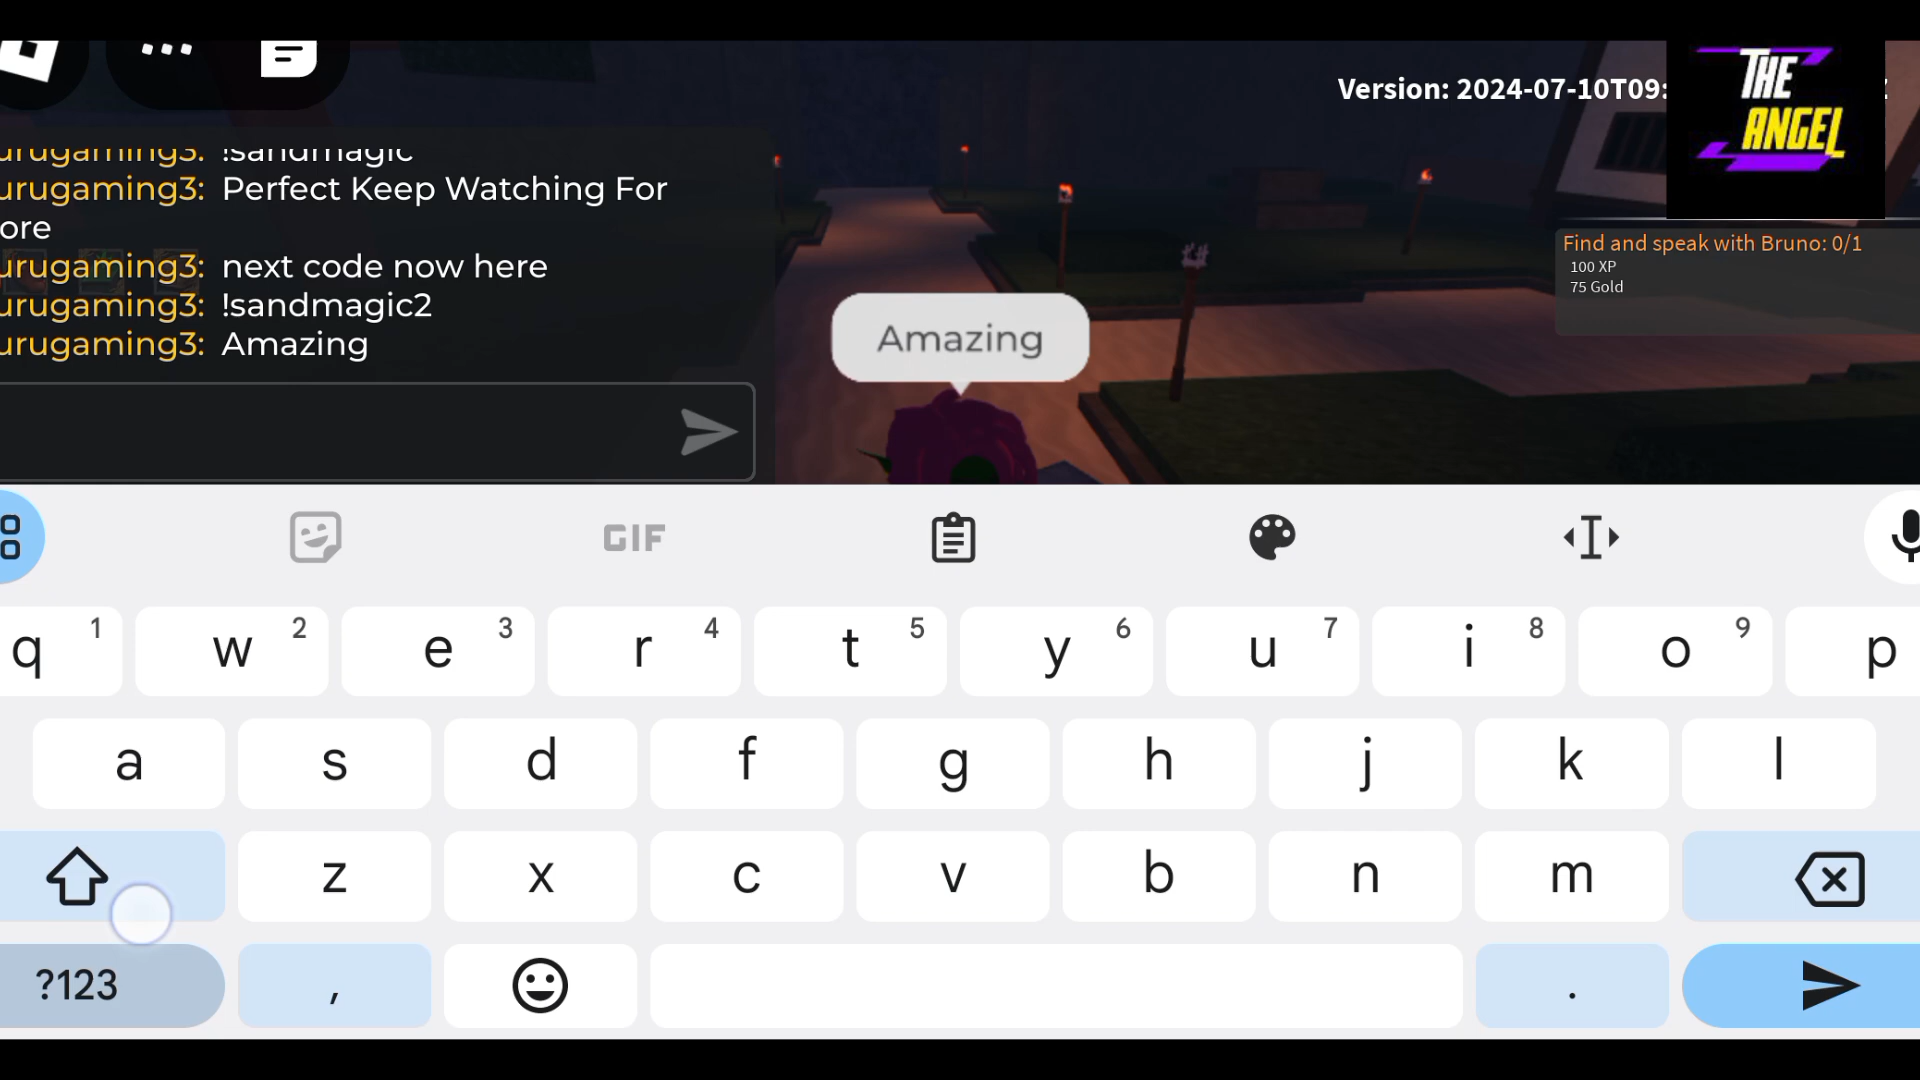 Version: 2024-07-10T09:
THE
ANGEL
urugaming3: !sandmagic
urugaming3: Perfect Keep Watching For
ore
urugaming3: next code now here
urugaming3: !sandmagic2
urugaming3: Amazing
Amazing
Find and speak with Bruno: 0/1
100 XP
75 Gold
GIF
q 1 w 2 e 3 r 4 t 5 y 6 u 7 i 8 o 9 p
a s d f g h j k l
z x c v b n m
?123 , .